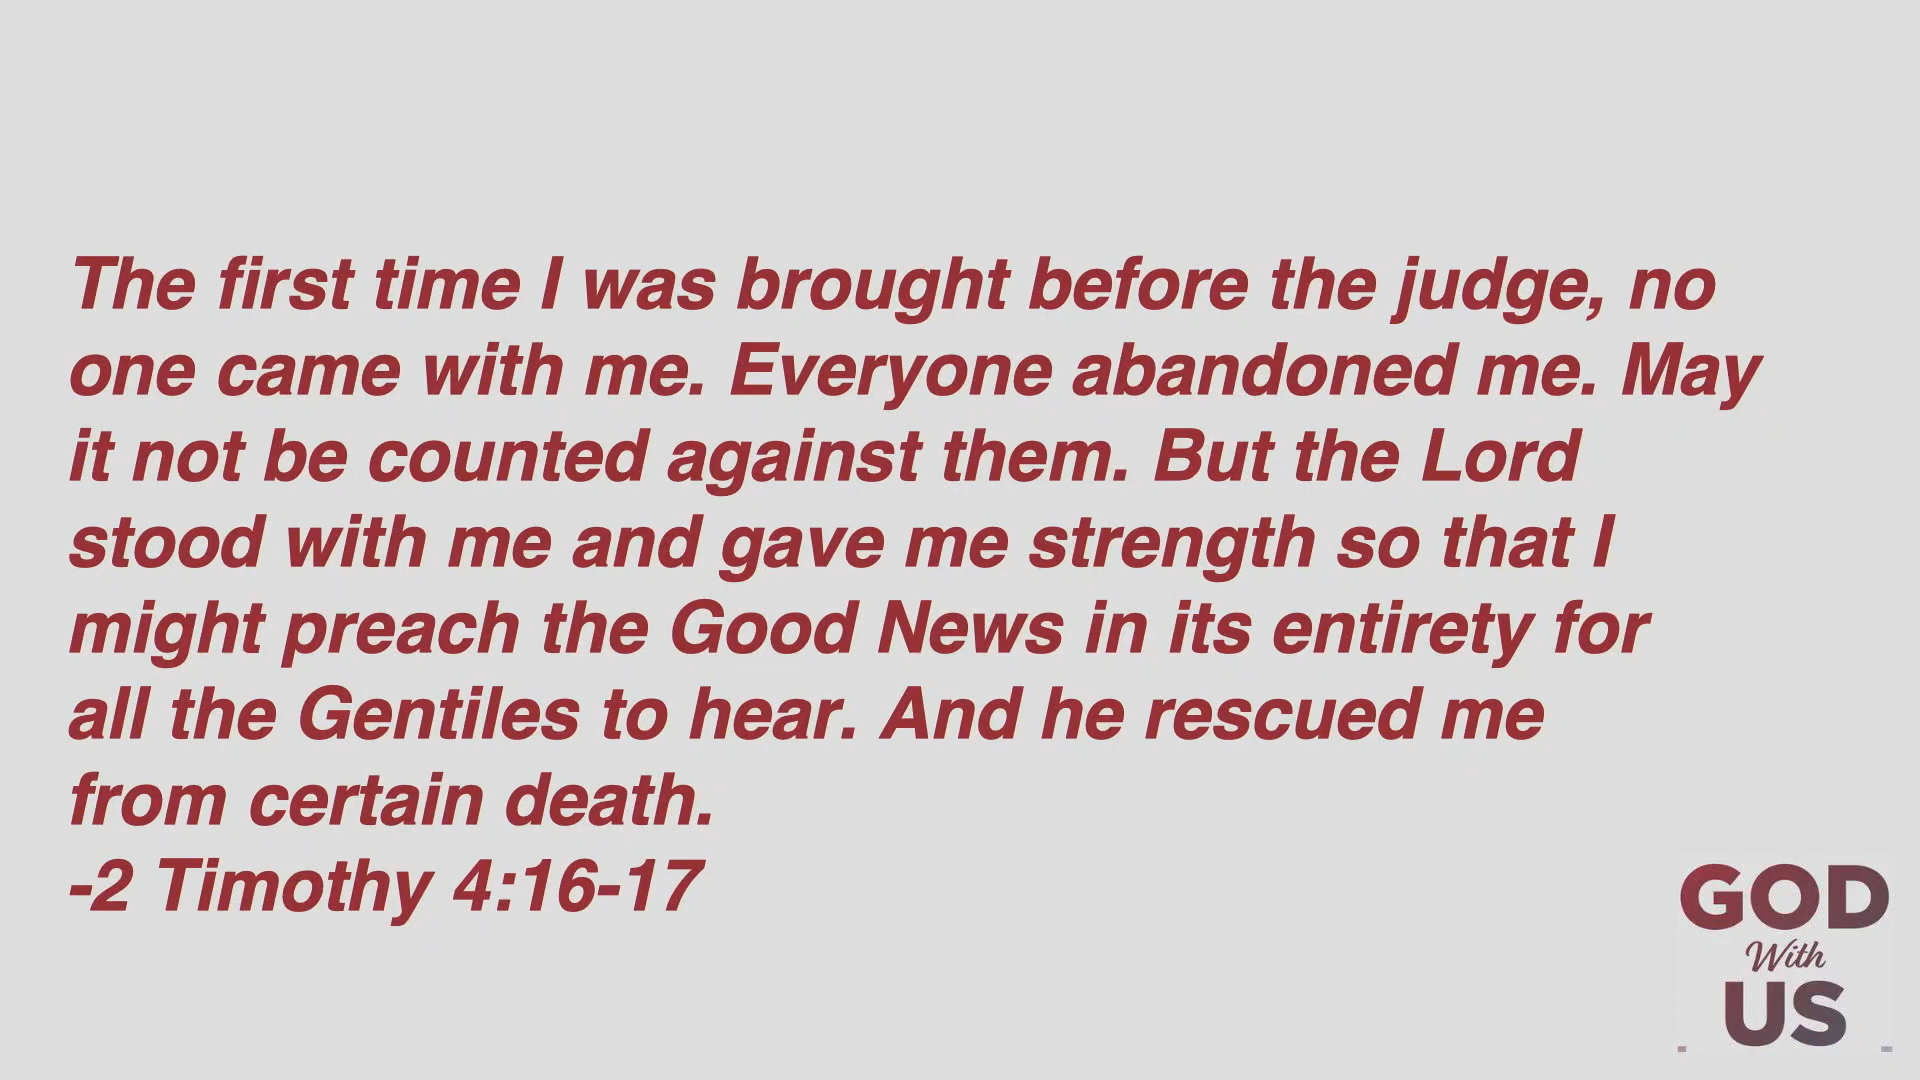 The first time I was brought before the judge, no
one came with me. Everyone abandoned me. May
it not be counted against them. But the Lord
stood with me and gave me strength so that I
might preach the Good News in its entirety for
all the Gentiles to hear. And he rescued me
from certain death.
-2 Timothy 4:16-17
GOD
With
US